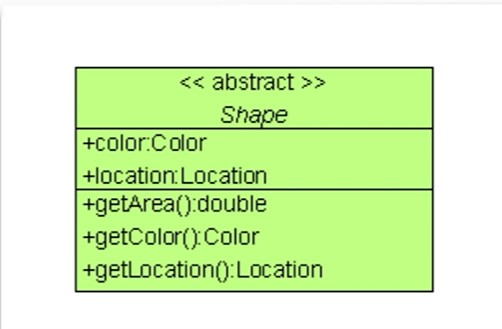 << abstract >>
Shape
+color:Color
+location:Location
+getArea():double
+getColor():Color
+getLocation():Location